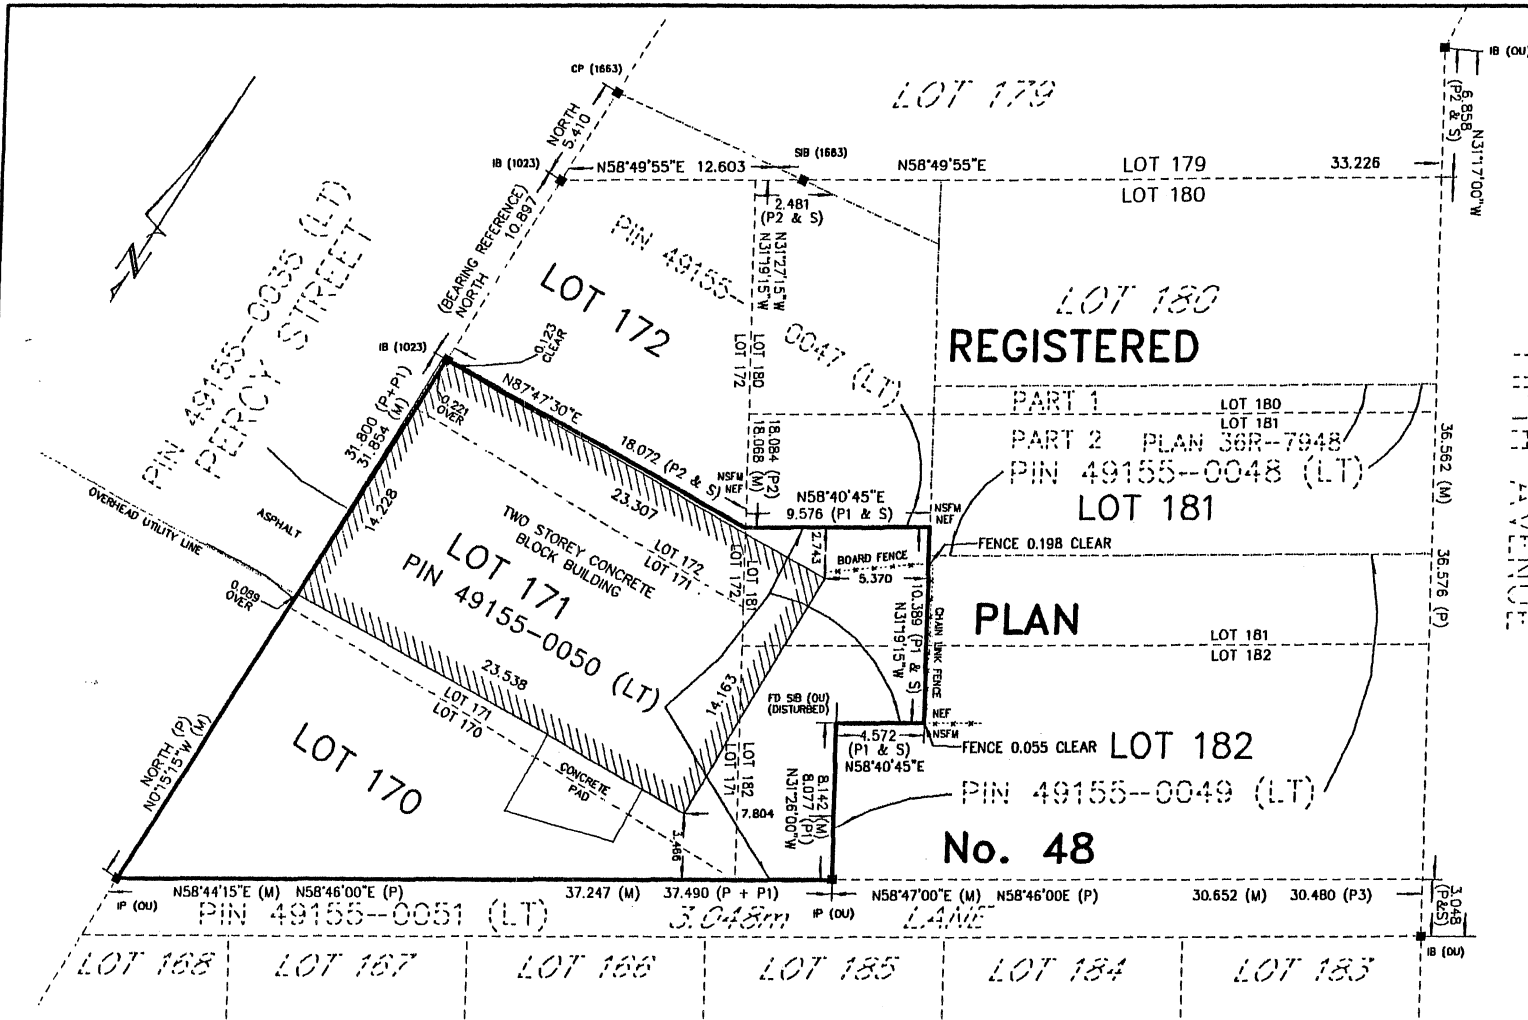 CP (1663)
IB (OU)
LOT 179
6.858
(P2 & S)
N31°17'00"W
NORTH
5.410
IB (1023)
N58°49'55"E 12.603
SIB (1663)
N58°49'55"E
LOT 179
33.226
LOT 180
2.481
(P2 & S)
(BEARING REFERENCE)
10.897
NORTH
PIN 49155--0035 (LT)
PERCY STREET
N
PIN 49155--
0047 (LT)
N31°27'15"W
N31°19'15"W
LOT 172
LOT 180
REGISTERED
IB (1023)
0.123
CLEAR
LOT 180
LOT 172
N87°47'30"E
0.221
OVER
31.800 (P+P1)
31.854 (M)
PART 1
LOT 180
LOT 181
PART 2 PLAN 36R--7948
PIN 49155--0048 (LT)
LOT 181
18.072 (P2 & S)
18.084 (P2)
18.068 (M)
NSFM
NEF
N58°40'45"E
9.576 (P1 & S)
NSFM
NEF
36.562 (M)
36.576 (P)
23.307
14.228
OVERHEAD UTILITY LINE
ASPHALT
TWO STOREY CONCRETE
BLOCK BUILDING
LOT 172
LOT 171
LOT 171
PIN 49155-0050 (LT)
2.743
BOARD FENCE
5.370
FENCE 0.198 CLEAR
LOT 181
LOT 172
0.089
OVER
10.389 (P1 & S)
N31°19'15"W
CHAIN LINK FENCE
PLAN
LOT 181
LOT 182
23.538
14.163
LOT 171
LOT 170
FD SIB (OU)
(DISTURBED)
NEF
NSFM
4.572
(P1 & S)
N58°40'45"E
FENCE 0.055 CLEAR
LOT 182
LOT 170
NORTH (P)
N0°15'15"W (M)
CONCRETE
PAD
LOT 182
LOT 171
7.804
3.466
8.142 (M)
8.077 (P1)
N31°26'00"W
PIN 49155--0049 (LT)
No. 48
N58°44'15"E (M) N58°46'00"E (P)
37.247 (M) 37.490 (P + P1)
N58°47'00"E (M) N58°46'00E (P)
30.652 (M) 30.480 (P3)
3.048
(P&S)
IP (OU)
PIN 49155--0051 (LT)
3.048m
IP (OU)
LANE
IB (OU)
LOT 168
LOT 167
LOT 166
LOT 185
LOT 184
LOT 183